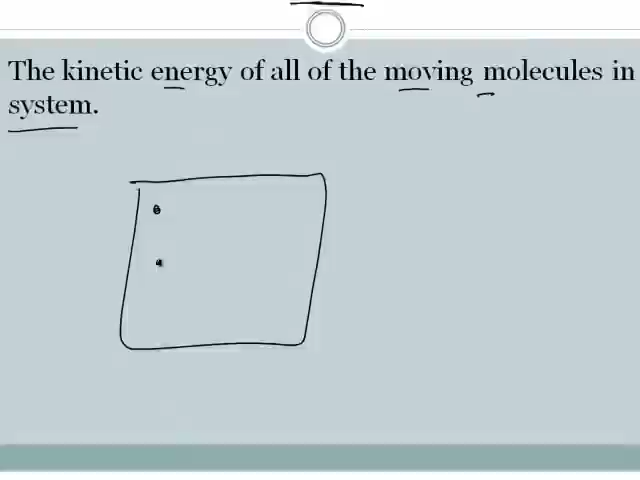 The kinetic energy of all of the moving molecules in
system.